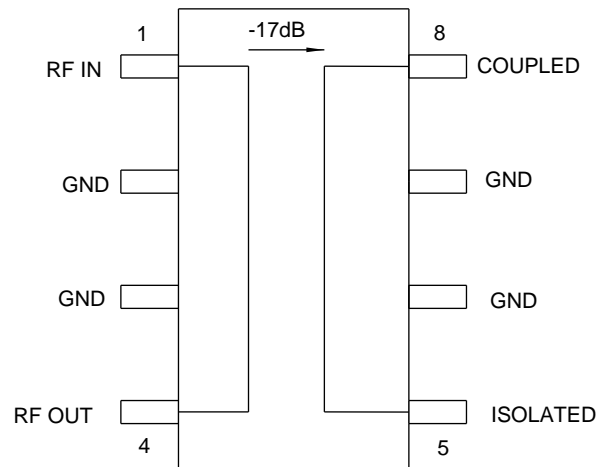 1
-17dB
8
RF IN
COUPLED
GND
GND
GND
GND
RF OUT
ISOLATED
4
5